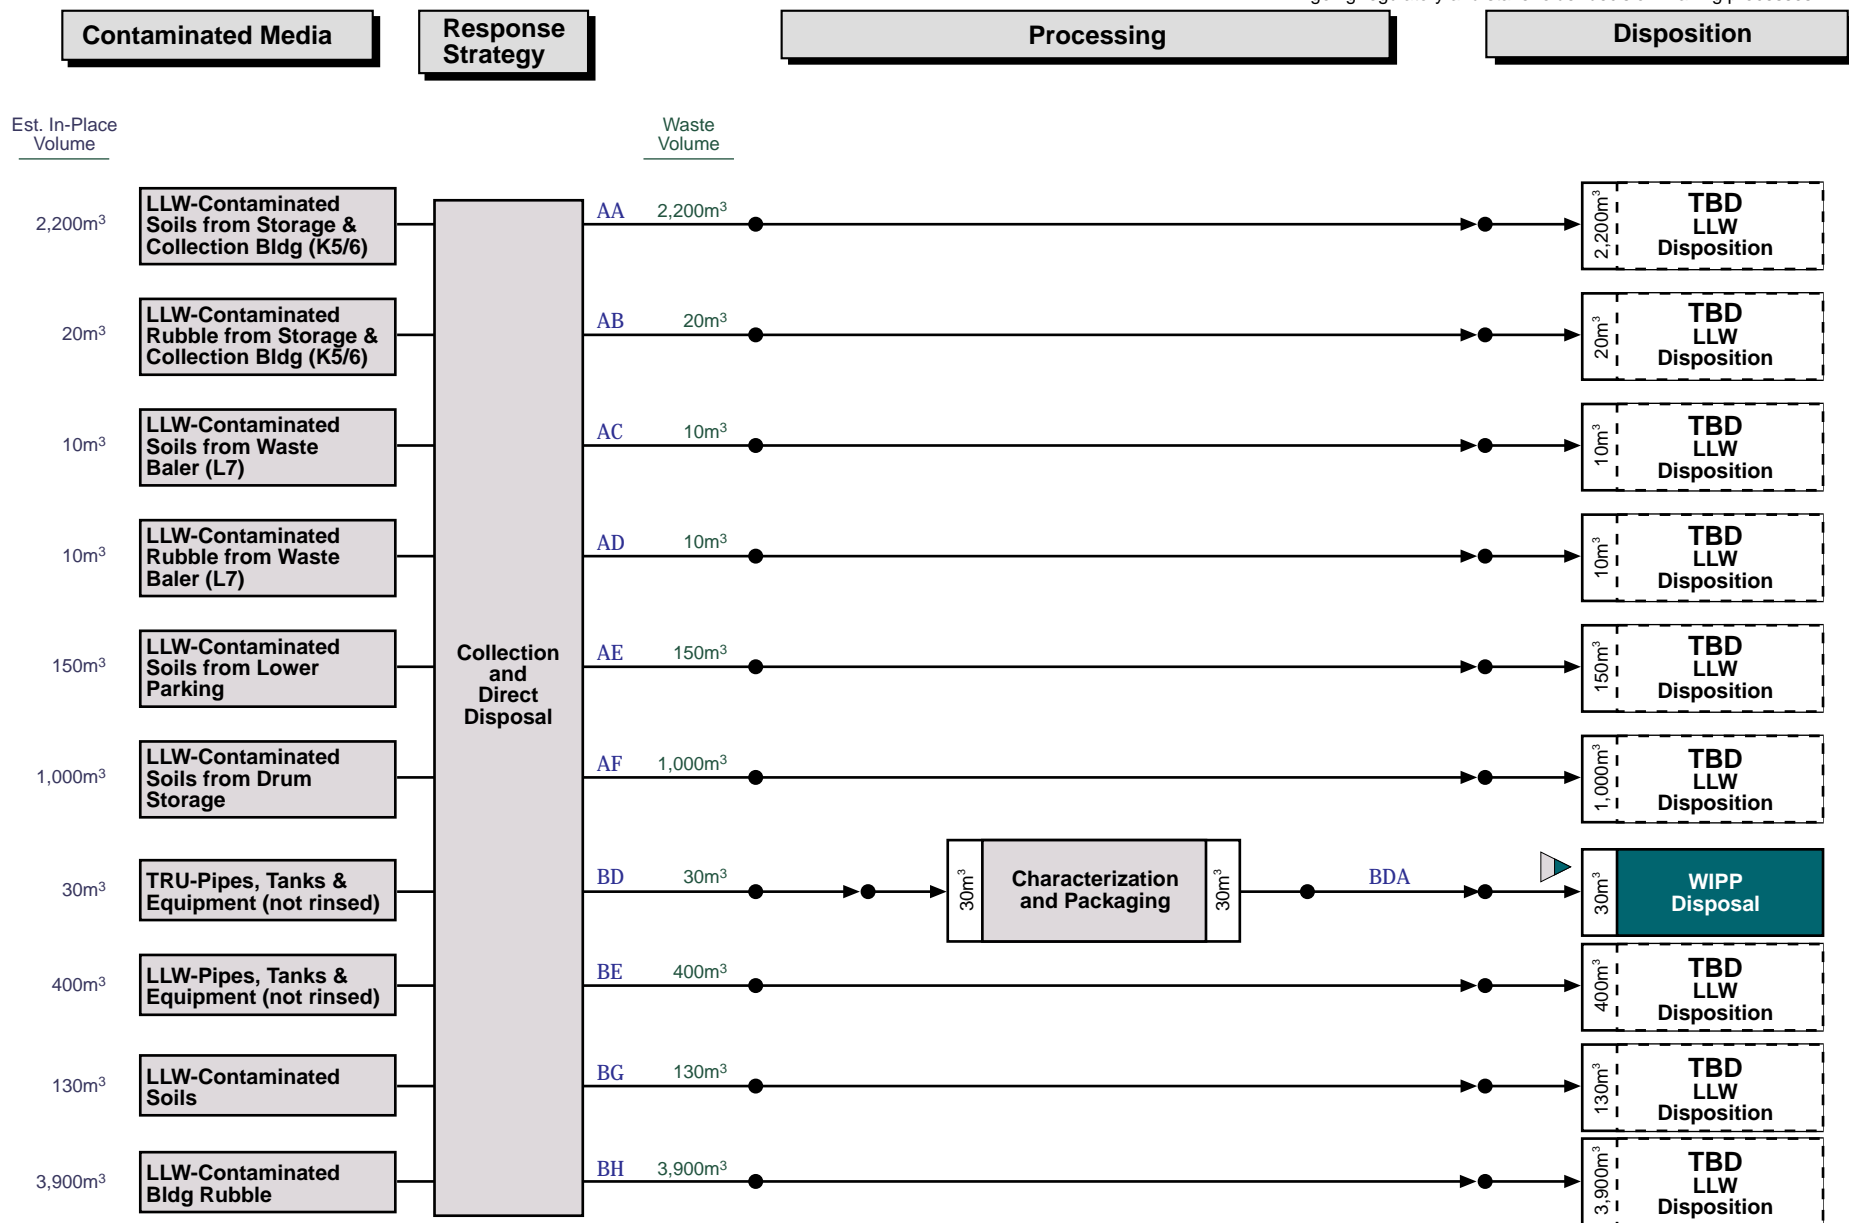 Contaminated Media
Response
Strategy
Processing
Disposition
Est. In-Place
Volume
Waste
Volume
2,200m³
LLW-Contaminated
Soils from Storage &
Collection Bldg (K5/6)
AA
2,200m³
2,200m³
TBD
LLW
Disposition
20m³
LLW-Contaminated
Rubble from Storage &
Collection Bldg (K5/6)
AB
20m³
20m³
TBD
LLW
Disposition
10m³
LLW-Contaminated
Soils from Waste
Baler (L7)
AC
10m³
10m³
TBD
LLW
Disposition
10m³
LLW-Contaminated
Rubble from Waste
Baler (L7)
AD
10m³
10m³
TBD
LLW
Disposition
150m³
LLW-Contaminated
Soils from Lower
Parking
Collection
and
Direct
Disposal
AE
150m³
150m³
TBD
LLW
Disposition
1,000m³
LLW-Contaminated
Soils from Drum
Storage
AF
1,000m³
1,000m³
TBD
LLW
Disposition
30m³
TRU-Pipes, Tanks &
Equipment (not rinsed)
BD
30m³
30m³
Characterization
and Packaging
30m³
BDA
30m³
WIPP
Disposal
400m³
LLW-Pipes, Tanks &
Equipment (not rinsed)
BE
400m³
400m³
TBD
LLW
Disposition
130m³
LLW-Contaminated
Soils
BG
130m³
130m³
TBD
LLW
Disposition
3,900m³
LLW-Contaminated
Bldg Rubble
BH
3,900m³
3,900m³
TBD
LLW
Disposition